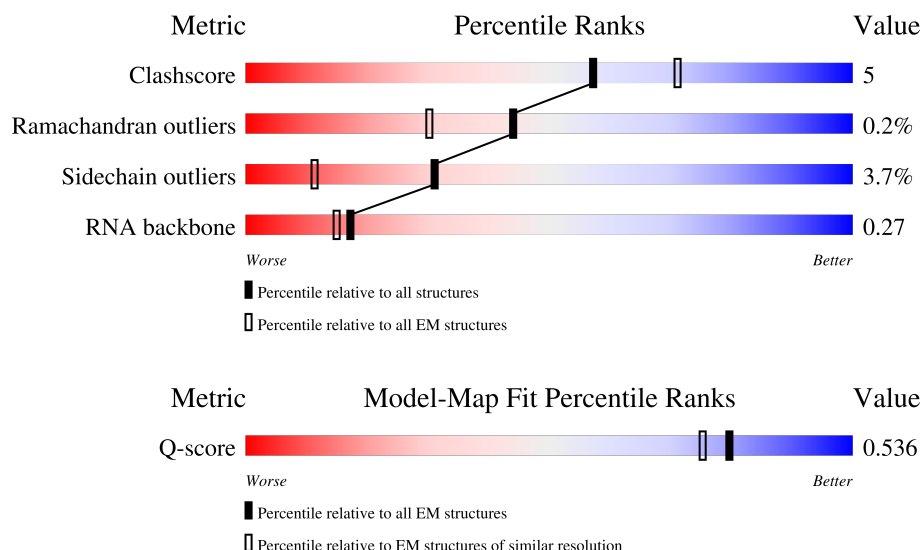 Metric Percentile Ranks Value
Clashscore 5
Ramachandran outliers 0.2%
Sidechain outliers 3.7%
RNA backbone 0.27
Worse Better
Percentile relative to all structures
Percentile relative to all EM structures
Metric Model-Map Fit Percentile Ranks Value
Q-score 0.536
Worse Better
Percentile relative to all EM structures
Percentile relative to EM structures of similar resolution